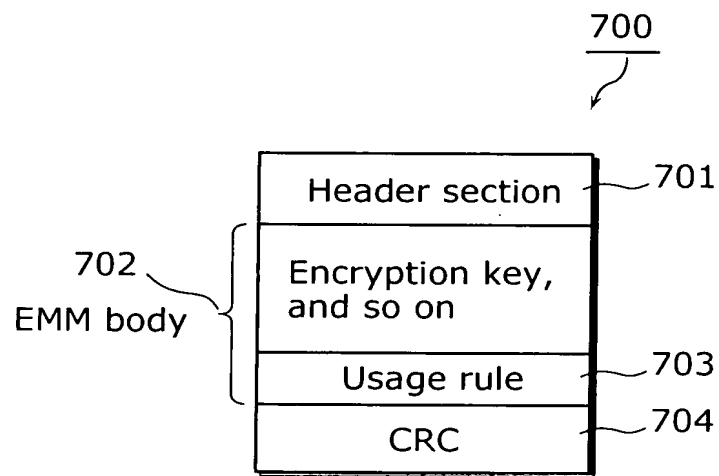 700
Header section
701
702
EMM body
Encryption key,
and so on
Usage rule
703
CRC
704